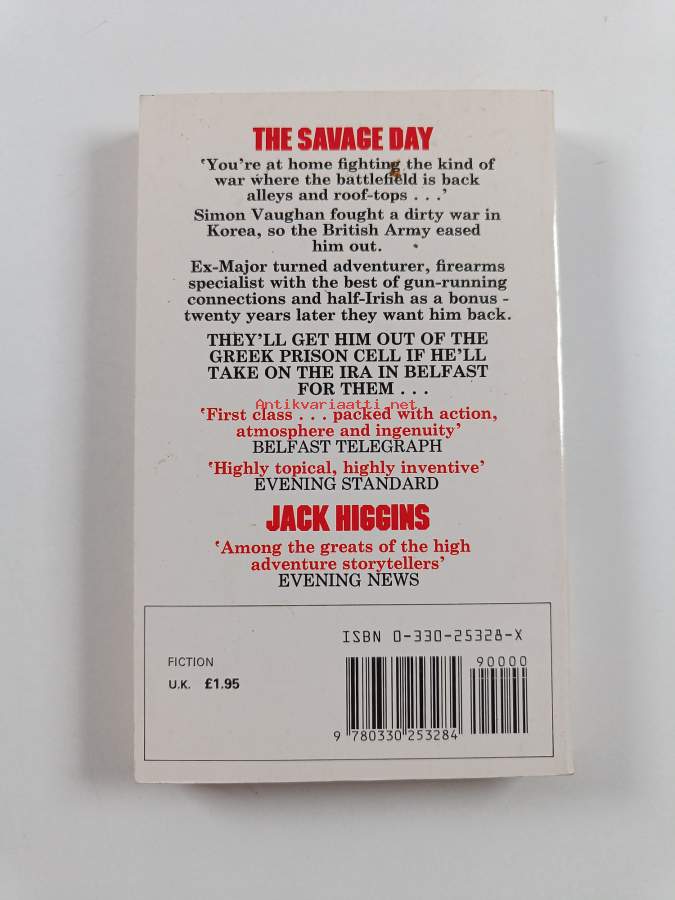 THE SAVAGE DAY
‘You're at home fighting the kind of
war where the battlefield is back
alleys and roof-tops . . .’
Simon Vaughan fought a dirty war in
Korea, so the British Army eased
him out.
Ex-Major turned adventurer, firearms
specialist with the best of gun-running
connections and half-Irish as a bonus -
twenty years later they want him back.
THEY'LL GET HIM OUT OF THE
GREEK PRISON CELL IF HE'LL
TAKE ON THE IRA IN BELFAST
FOR THEM . . .
Antikvariaatti.net
‘First class . . . packed with action,
atmosphere and ingenuity’
BELFAST TELEGRAPH
‘Highly topical, highly inventive’
EVENING STANDARD
JACK HIGGINS
‘Among the greats of the high
adventure storytellers’
EVENING NEWS
ISBN 0-330-25328-X
FICTION
U.K. £1.95
90000
9 780330 253284